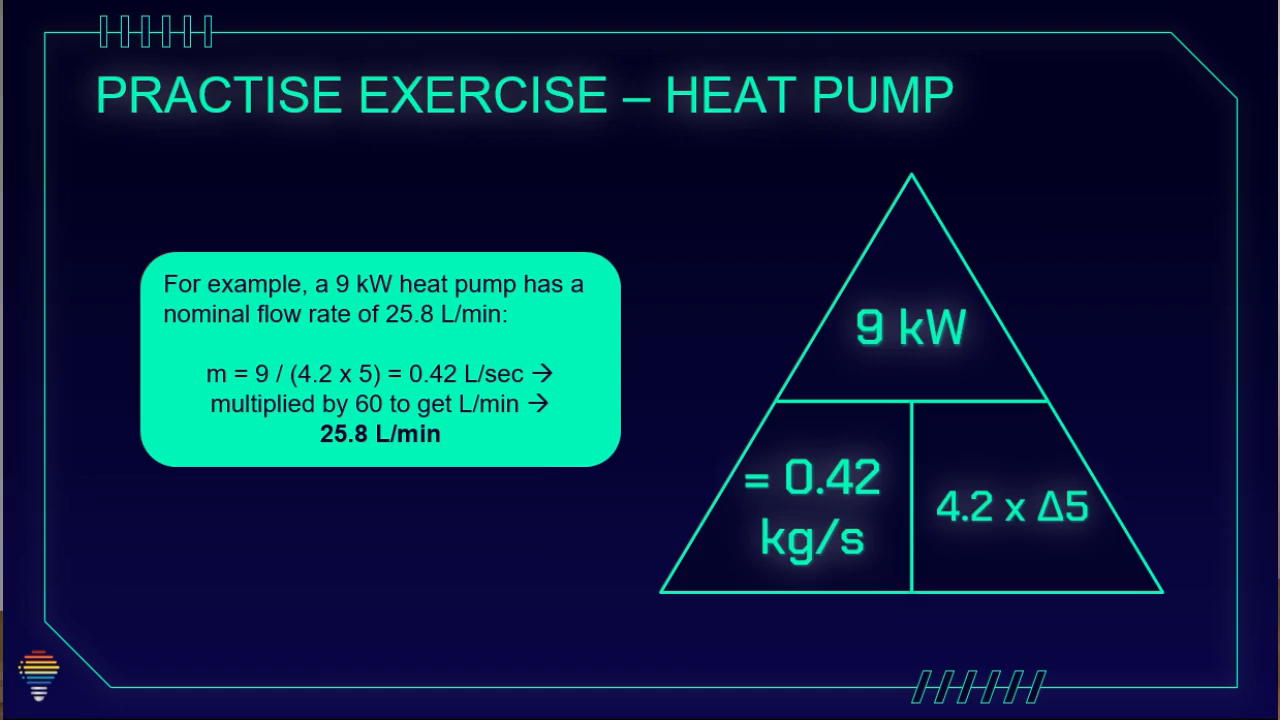 PRACTISE EXERCISE – HEAT PUMP
For example, a 9 kW heat pump has a
nominal flow rate of 25.8 L/min:
m = 9 / (4.2 x 5) = 0.42 L/sec →
multiplied by 60 to get L/min →
25.8 L/min
9 kW
= 0.42
kg/s
4.2 x Δ5